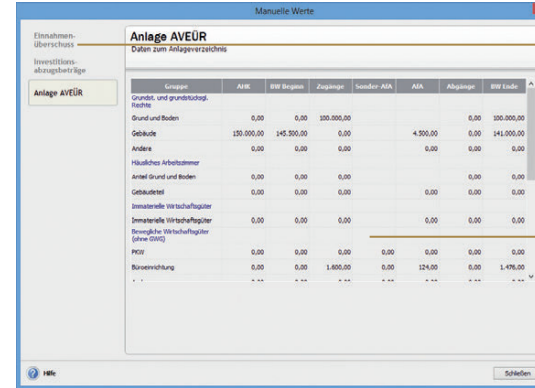 Manuelle Werte
Einnahmen-
überschuss
Investitions-
abzugsbeträge
Anlage AVEÜR
Anlage AVEÜR
Daten zum Anlageverzeichnis
Gruppe AHK BW Beginn Zugänge Sonder-AfA AfA Abgänge BW Ende
Grundst. und grundstücksgl.
Rechte
Grund und Boden 0,00 0,00 100.000,00 0,00 100.000,00
Gebäude 150.000,00 145.500,00 0,00 4.500,00 0,00 141.000,00
Andere 0,00 0,00 0,00 0,00 0,00 0,00
Häusliches Arbeitszimmer
Anteil Grund und Boden 0,00 0,00 0,00 0,00 0,00
Gebäudeteil 0,00 0,00 0,00 0,00 0,00 0,00
Immaterielle Wirtschaftsgüter
Immaterielle Wirtschaftsgüter 0,00 0,00 0,00 0,00 0,00 0,00
Bewegliche Wirtschaftsgüter
(ohne GWG)
PKW 0,00 0,00 0,00 0,00 0,00 0,00 0,00
Büroeinrichtung 0,00 0,00 1.600,00 0,00 124,00 0,00 1.476,00
Hilfe
Schließen